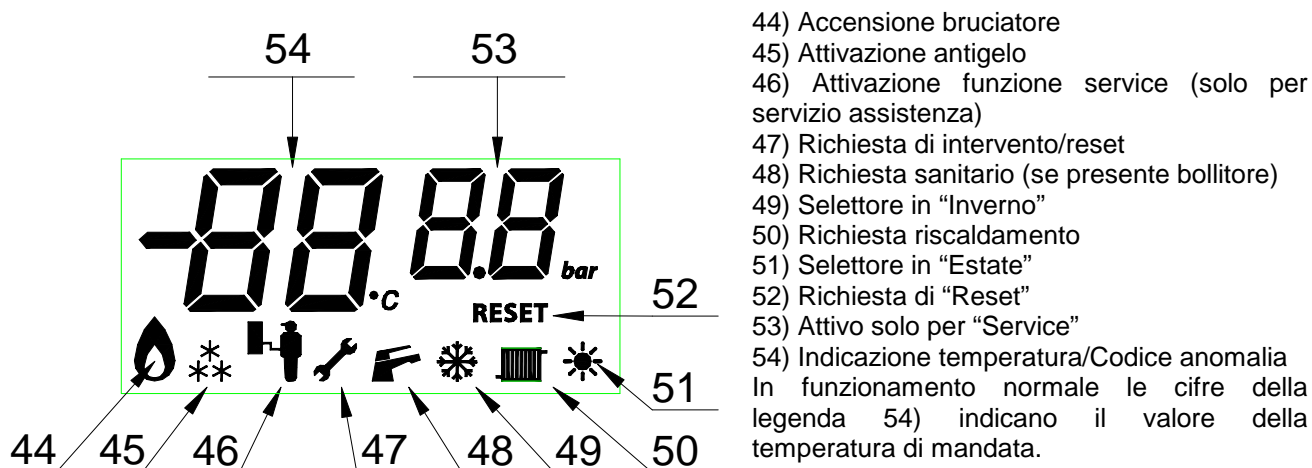 54
53
-88
°C
8.8
bar
RESET
52
51
44
45
46
47
48
49
50
44) Accensione bruciatore
45) Attivazione antigelo
46) Attivazione funzione service (solo per
servizio assistenza)
47) Richiesta di intervento/reset
48) Richiesta sanitario (se presente bollitore)
49) Selettore in “Inverno”
50) Richiesta riscaldamento
51) Selettore in “Estate”
52) Richiesta di “Reset”
53) Attivo solo per “Service”
54) Indicazione temperatura/Codice anomalia
In funzionamento normale le cifre della
legenda 54) indicano il valore della
temperatura di mandata.